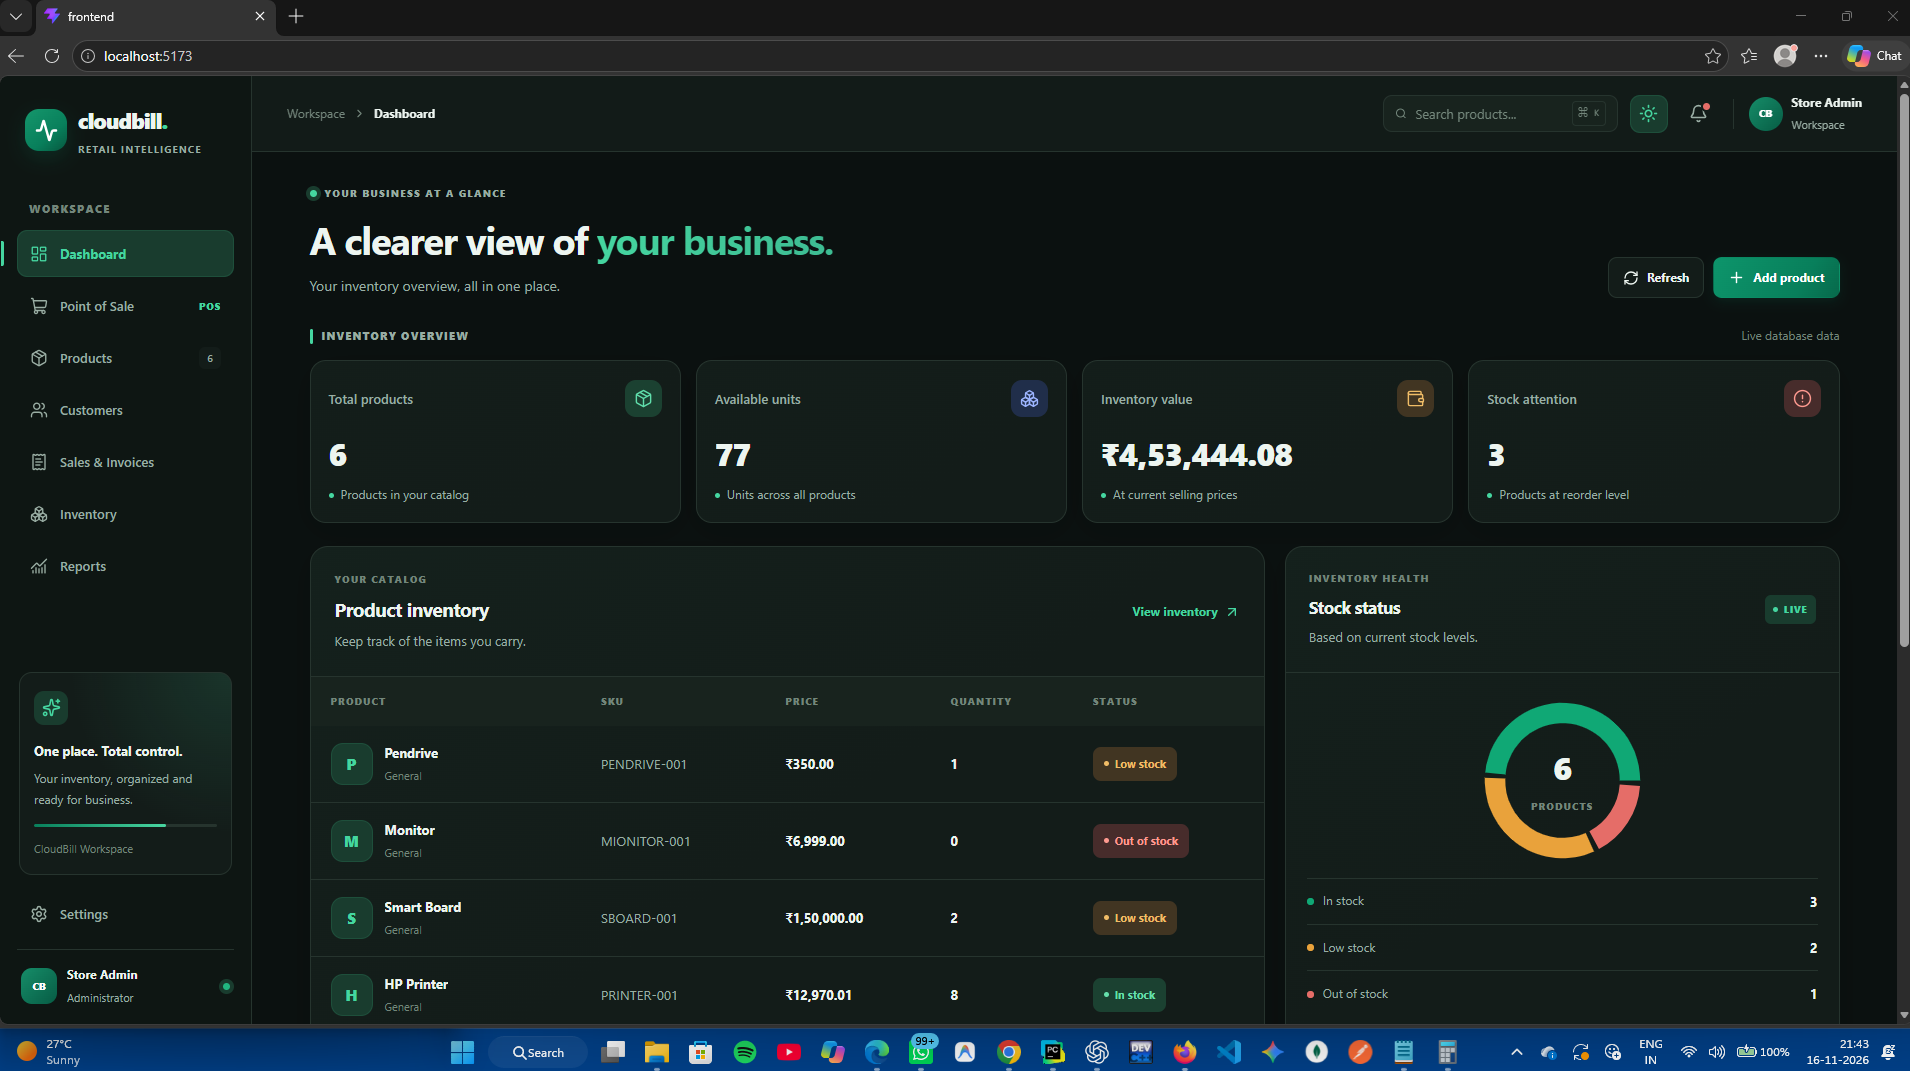 frontend
localhost:5173
Chat
cloudbill.
RETAIL INTELLIGENCE
WORKSPACE
Dashboard
Point of Sale POS
Products 6
Customers
Sales & Invoices
Inventory
Reports
One place. Total control.
Your inventory, organized and
ready for business.
CloudBill Workspace
Settings
CB
Store Admin
Administrator
Workspace > Dashboard
Search products... ⌘ K
CB
Store Admin
Workspace
YOUR BUSINESS AT A GLANCE
A clearer view of your business.
Your inventory overview, all in one place.
Refresh
+ Add product
INVENTORY OVERVIEW
Live database data
Total products
6
Products in your catalog
Available units
77
Units across all products
Inventory value
₹4,53,444.08
At current selling prices
Stock attention
3
Products at reorder level
YOUR CATALOG
Product inventory
Keep track of the items you carry.
View inventory
PRODUCT SKU PRICE QUANTITY STATUS
P Pendrive PENDRIVE-001 ₹350.00 1 Low stock
General
M Monitor MIONITOR-001 ₹6,999.00 0 Out of stock
General
S Smart Board SBOARD-001 ₹1,50,000.00 2 Low stock
General
H HP Printer PRINTER-001 ₹12,970.01 8 In stock
General
INVENTORY HEALTH
Stock status
Based on current stock levels.
LIVE
6
PRODUCTS
In stock 3
Low stock 2
Out of stock 1
27°C
Sunny
Search
99+
PC
DEV
ENG
IN
100%
21:43
16-11-2026